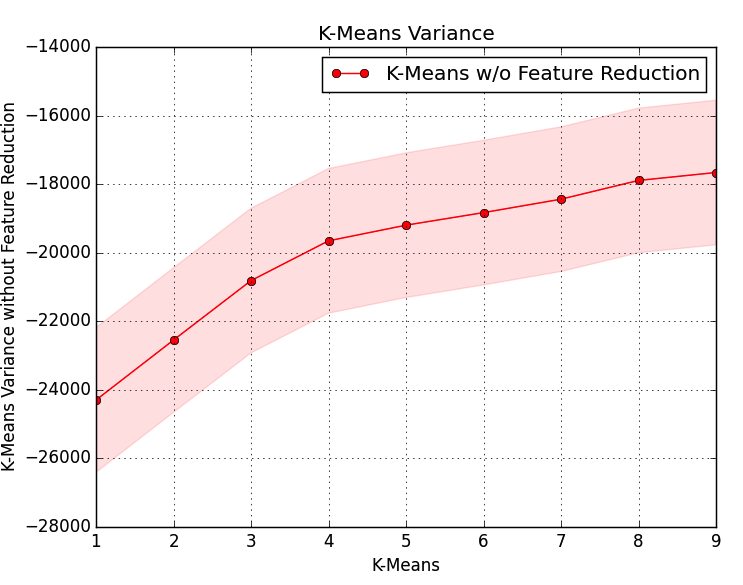 K-Means Variance
K-Means w/o Feature Reduction
K-Means Variance without Feature Reduction
−14000
−16000
−18000
−20000
−22000
−24000
−26000
−28000
1 2 3 4 5 6 7 8 9
K-Means